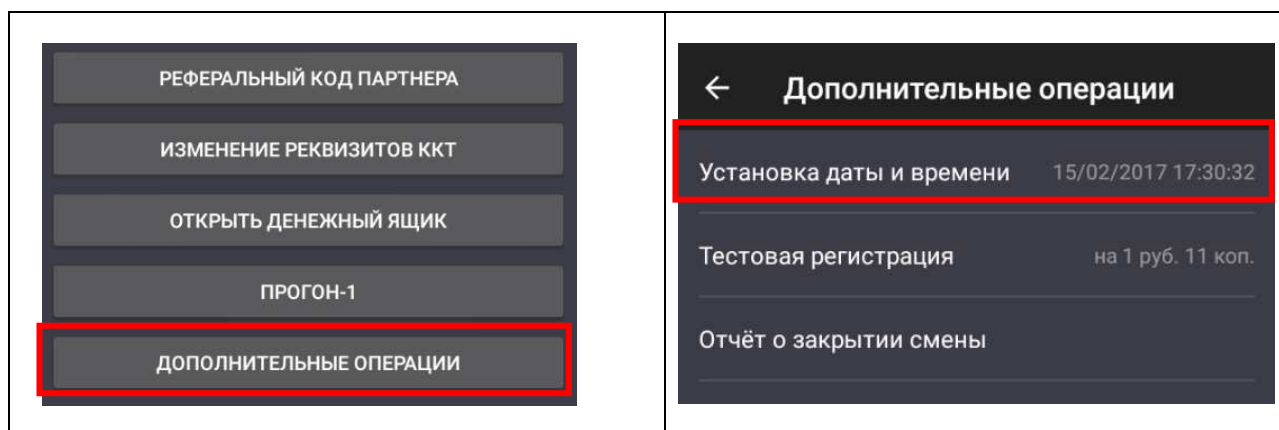 РЕФЕРАЛЬНЫЙ КОД ПАРТНЕРА
ИЗМЕНЕНИЕ РЕКВИЗИТОВ ККТ
ОТКРЫТЬ ДЕНЕЖНЫЙ ЯЩИК
ПРОГОН-1
ДОПОЛНИТЕЛЬНЫЕ ОПЕРАЦИИ
Дополнительные операции
Установка даты и времени 15/02/2017 17:30:32
Тестовая регистрация на 1 руб. 11 коп.
Отчёт о закрытии смены